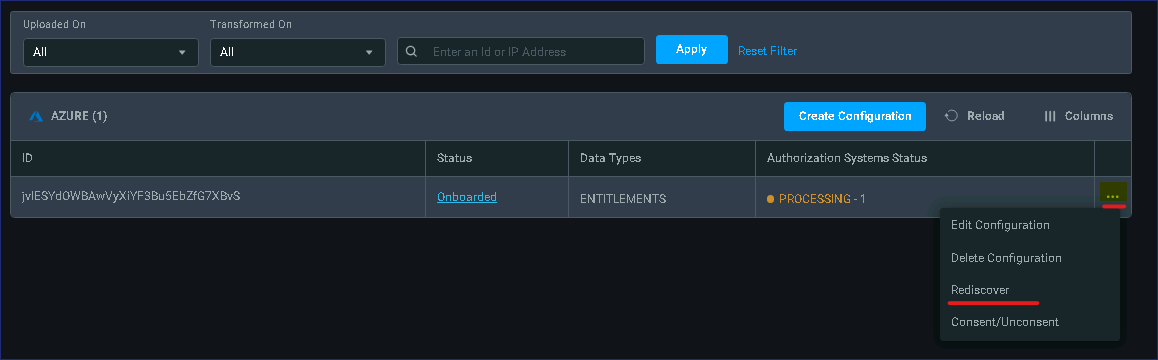 Uploaded On
Transformed On
All
All
Enter an Id or IP Address
Apply
Reset Filter
AZURE (1)
Create Configuration
Reload
Columns
ID
Status
Data Types
Authorization Systems Status
jvlESYdOWBAwVyXiYF3Bu5EbZfG7XBvS
Onboarded
ENTITLEMENTS
PROCESSING - 1
...
Edit Configuration
Delete Configuration
Rediscover
Consent/Unconsent